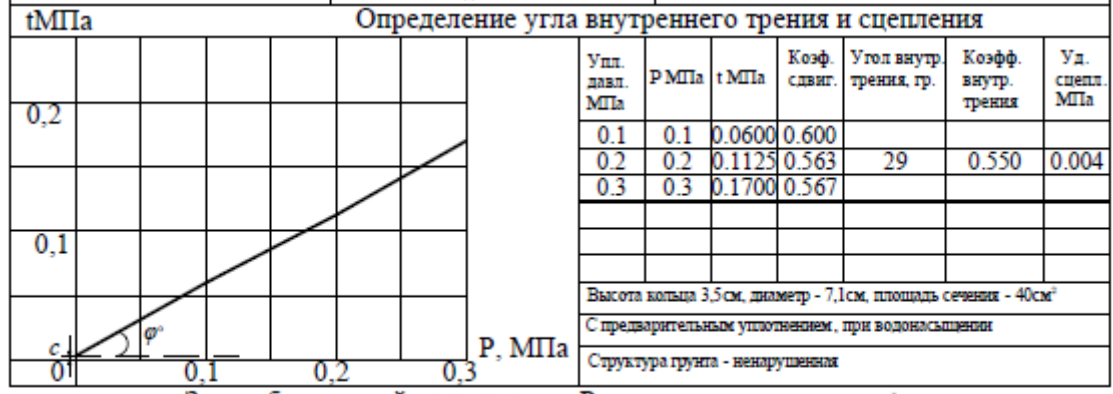 tМПа
Определение угла внутреннего трения и сцепления
0,2
0,1
c
φ°
0
0,1
0,2
0,3
P, МПа
Упл. давл. МПа | P МПа | t МПа | Коэф. сдвиг. | Угол внутр. трения, гр. | Коэфф. внутр. трения | Уд. сцепл. МПа
0.1 0.1 0.0600 0.600
0.2 0.2 0.1125 0.563 29 0.550 0.004
0.3 0.3 0.1700 0.567
Высота кольца 3,5см, диаметр - 7,1см, площадь сечения - 40см²
С предварительным уплотнением, при водонасыщении
Структура грунта - ненарушенная